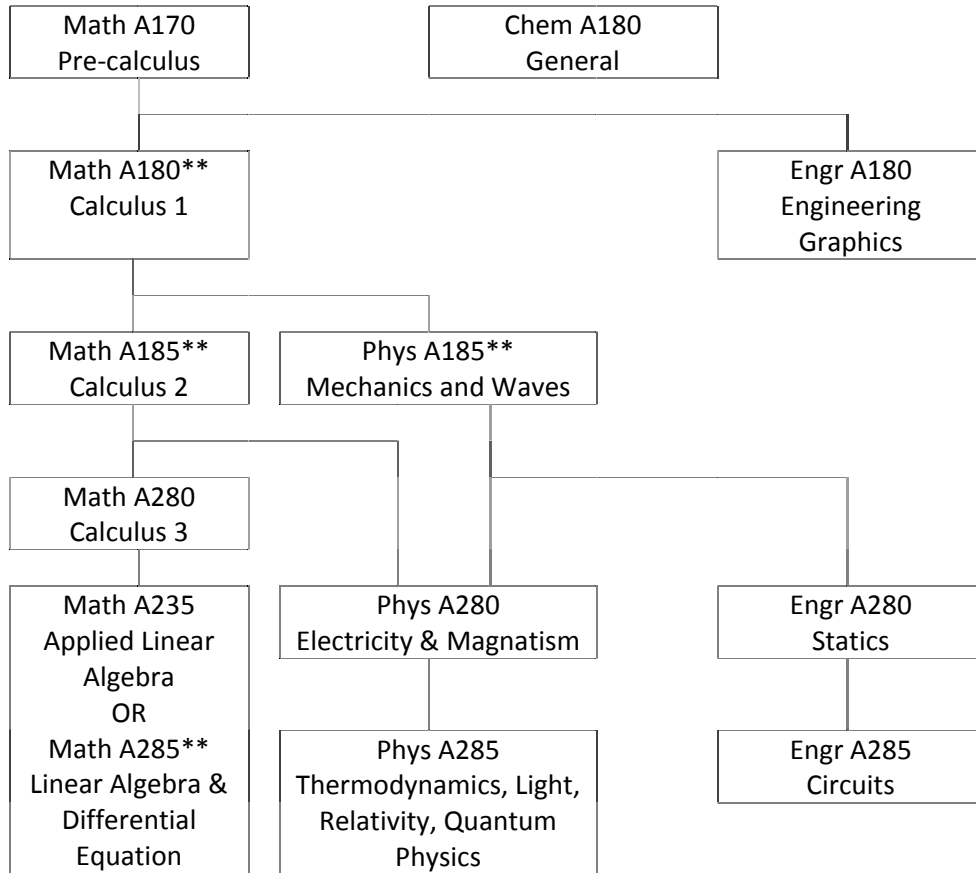 Math A170
Pre-calculus
Chem A180
General
Math A180**
Calculus 1
Engr A180
Engineering
Graphics
Math A185**
Calculus 2
Phys A185**
Mechanics and Waves
Math A280
Calculus 3
Math A235
Applied Linear
Algebra
OR
Math A285**
Linear Algebra &
Differential
Equation
Phys A280
Electricity & Magnatism
Engr A280
Statics
Phys A285
Thermodynamics, Light,
Relativity, Quantum
Physics
Engr A285
Circuits